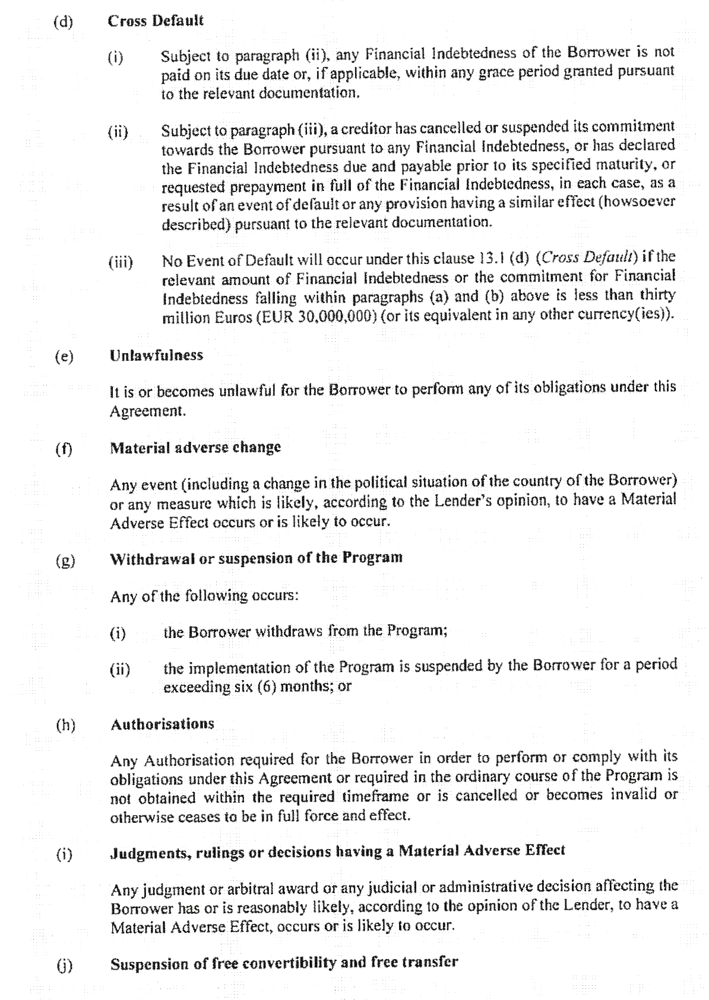 (d) Cross Default
(i) Subject to paragraph (ii), any Financial Indebtedness of the Borrower is not
paid on its due date or, if applicable, within any grace period granted pursuant
to the relevant documentation.
(ii) Subject to paragraph (iii), a creditor has cancelled or suspended its commitment
towards the Borrower pursuant to any Financial Indebtedness, or has declared
the Financial Indebtedness due and payable prior to its specified maturity, or
requested prepayment in full of the Financial Indebtedness, in each case, as a
result of an event of default or any provision having a similar effect (howsoever
described) pursuant to the relevant documentation.
(iii) No Event of Default will occur under this clause 13.1 (d) (Cross Default) if the
relevant amount of Financial Indebtedness or the commitment for Financial
Indebtedness falling within paragraphs (a) and (b) above is less than thirty
million Euros (EUR 30,000,000) (or its equivalent in any other currency(ies)).
(e) Unlawfulness
It is or becomes unlawful for the Borrower to perform any of its obligations under this
Agreement.
(f) Material adverse change
Any event (including a change in the political situation of the country of the Borrower)
or any measure which is likely, according to the Lender's opinion, to have a Material
Adverse Effect occurs or is likely to occur.
(g) Withdrawal or suspension of the Program
Any of the following occurs:
(i) the Borrower withdraws from the Program;
(ii) the implementation of the Program is suspended by the Borrower for a period
exceeding six (6) months; or
(h) Authorisations
Any Authorisation required for the Borrower in order to perform or comply with its
obligations under this Agreement or required in the ordinary course of the Program is
not obtained within the required timeframe or is cancelled or becomes invalid or
otherwise ceases to be in full force and effect.
(i) Judgments, rulings or decisions having a Material Adverse Effect
Any judgment or arbitral award or any judicial or administrative decision affecting the
Borrower has or is reasonably likely, according to the opinion of the Lender, to have a
Material Adverse Effect, occurs or is likely to occur.
(j) Suspension of free convertibility and free transfer